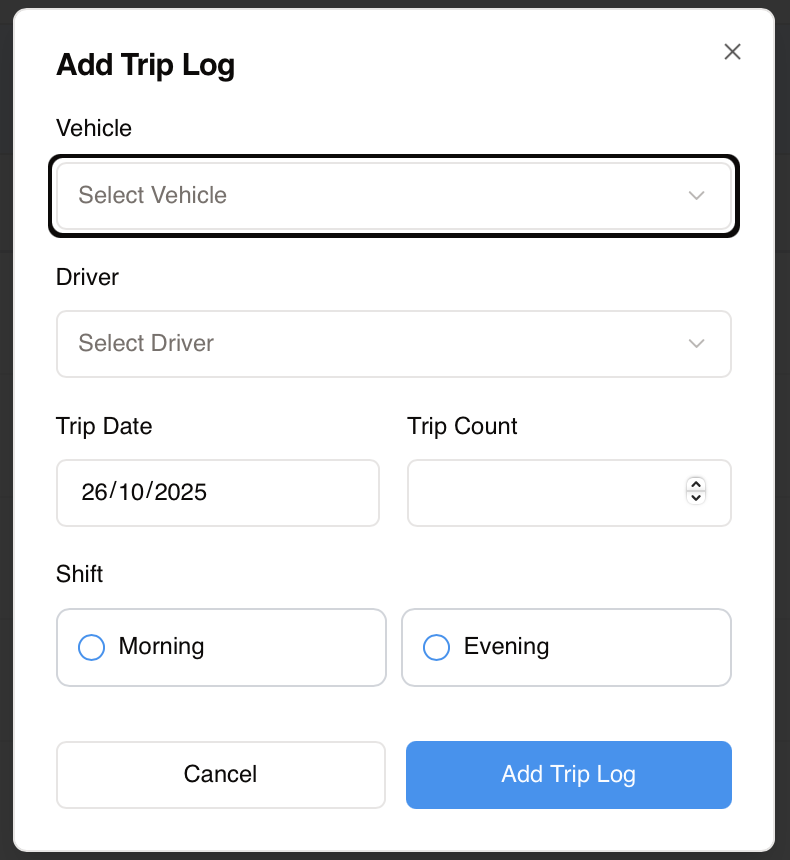 Add Trip Log
Vehicle
Select Vehicle
Driver
Select Driver
Trip Date
Trip Count
26/10/2025
Shift
Morning
Evening
Cancel
Add Trip Log